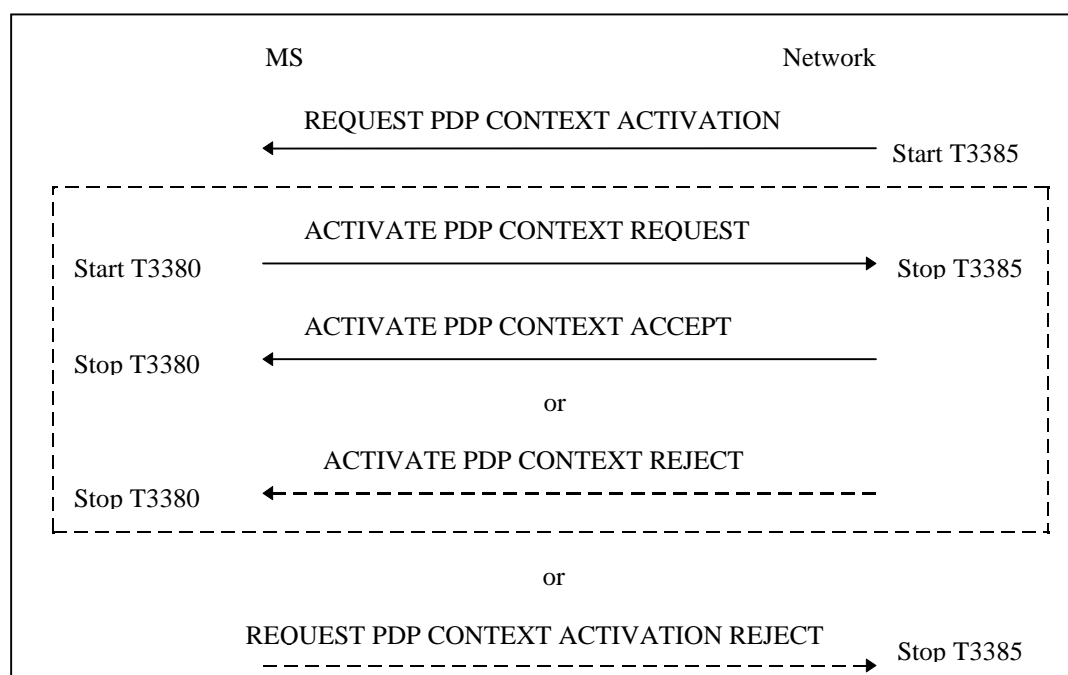 MS Network
REQUEST PDP CONTEXT ACTIVATION
Start T3385
ACTIVATE PDP CONTEXT REQUEST
Start T3380 Stop T3385
ACTIVATE PDP CONTEXT ACCEPT
Stop T3380
or
ACTIVATE PDP CONTEXT REJECT
Stop T3380
or
REQUEST PDP CONTEXT ACTIVATION REJECT
Stop T3385